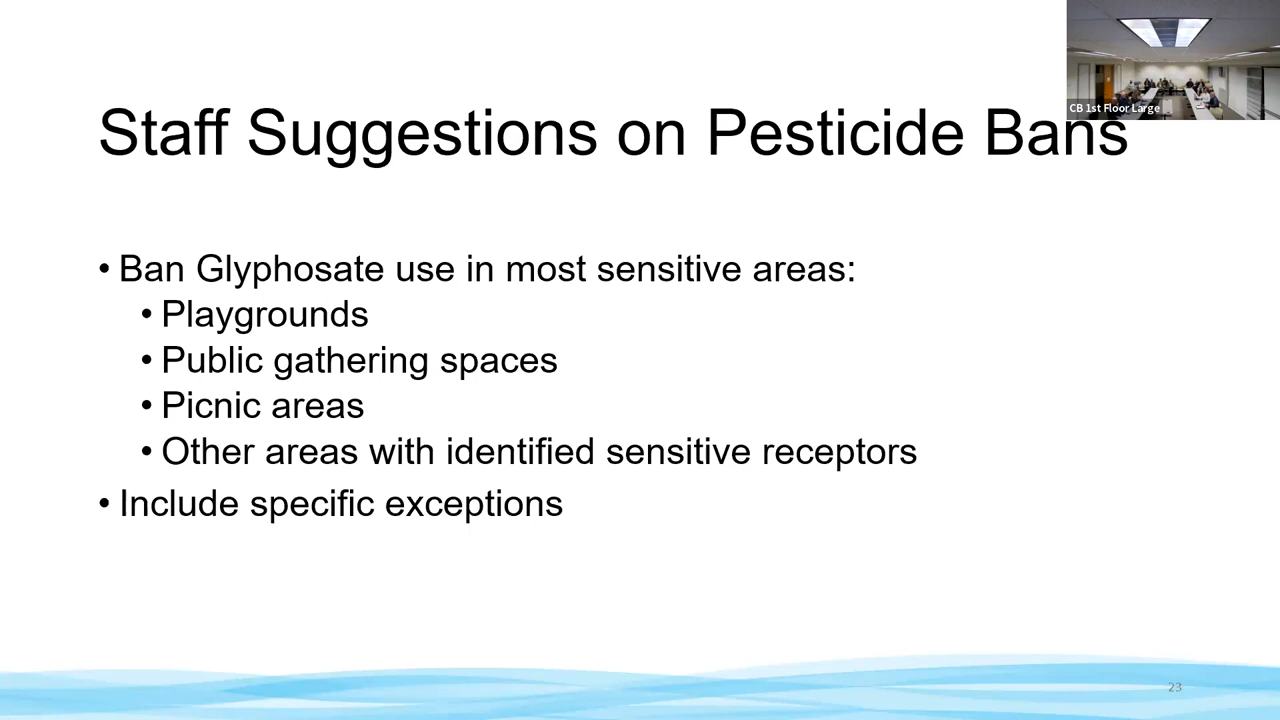 CB 1st Floor Large
Staff Suggestions on Pesticide Bans
• Ban Glyphosate use in most sensitive areas:
• Playgrounds
• Public gathering spaces
• Picnic areas
• Other areas with identified sensitive receptors
• Include specific exceptions
23